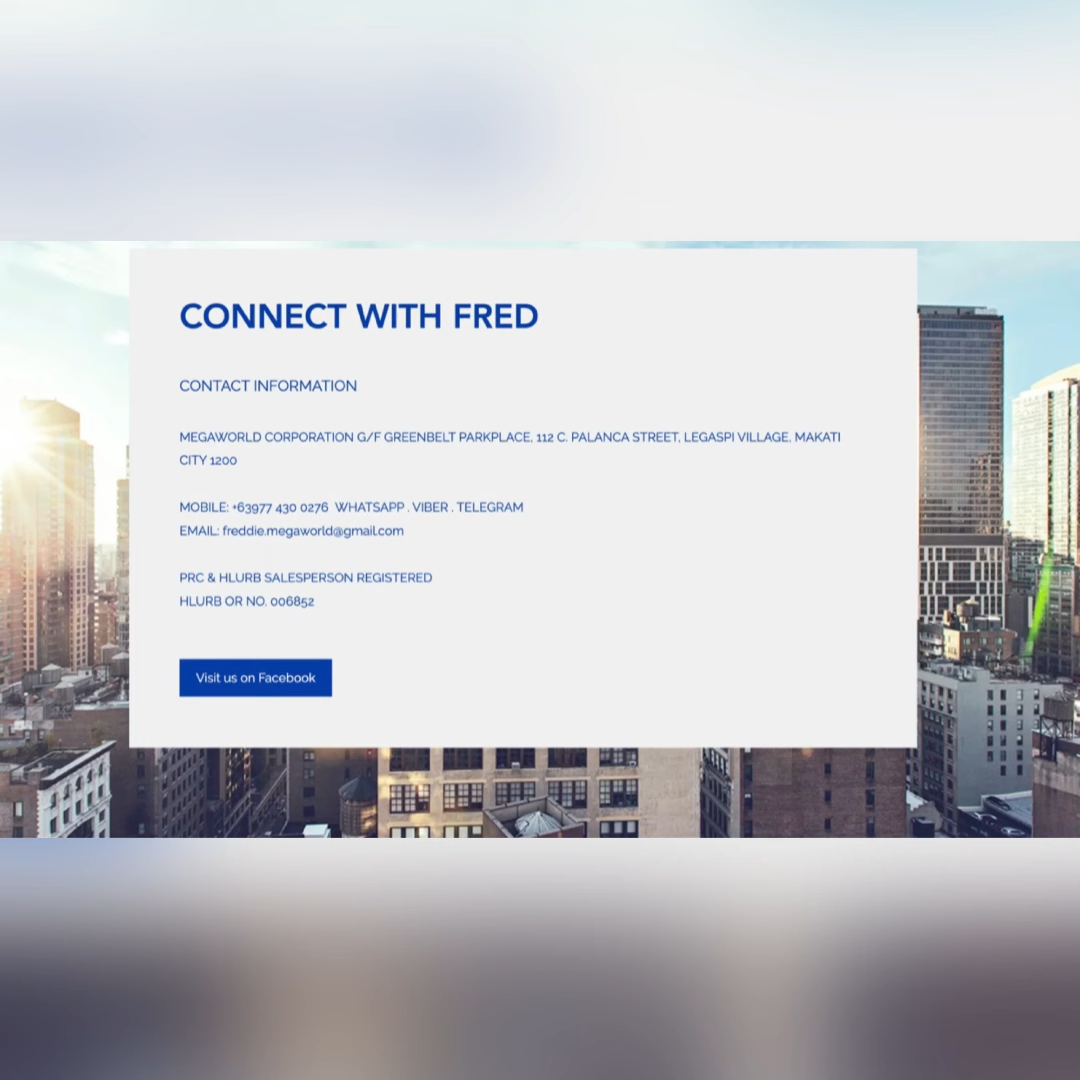 CONNECT WITH FRED
CONTACT INFORMATION
MEGAWORLD CORPORATION G/F GREENBELT PARKPLACE, 112 C. PALANCA STREET, LEGASPI VILLAGE, MAKATI
CITY 1200
MOBILE: +63977 430 0276  WHATSAPP . VIBER . TELEGRAM
EMAIL: freddie.megaworld@gmail.com
PRC & HLURB SALESPERSON REGISTERED
HLURB OR NO. 006852
Visit us on Facebook